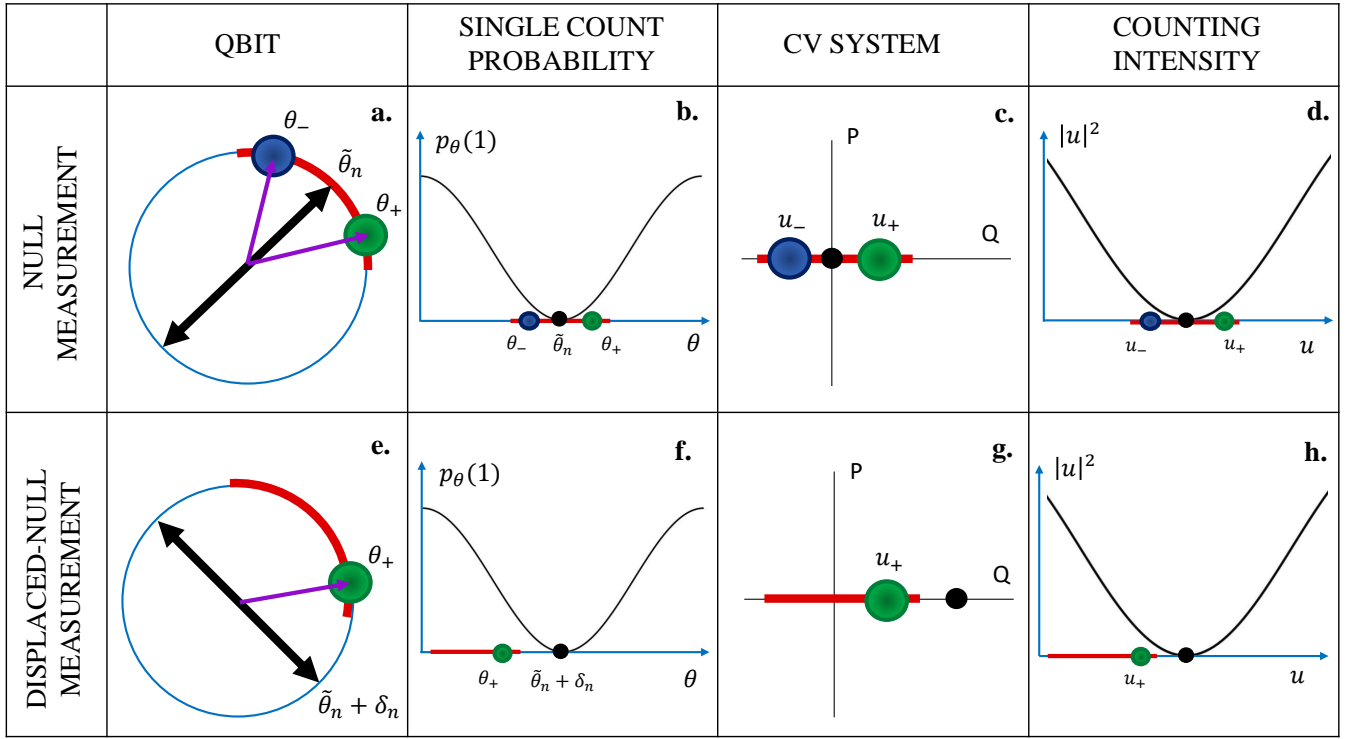 QBIT
SINGLE COUNT
PROBABILITY
CV SYSTEM
COUNTING
INTENSITY
NULL
MEASUREMENT
a.
θ₋
θ̃ₙ
θ₊
b.
p_θ(1)
θ₋
θ̃ₙ
θ₊
θ
c.
P
u₋
u₊
Q
d.
|u|²
u₋
u₊
u
DISPLACED-NULL
MEASUREMENT
e.
θ₊
θ̃ₙ + δₙ
f.
p_θ(1)
θ₊
θ̃ₙ + δₙ
θ
g.
P
u₊
Q
h.
|u|²
u₊
u